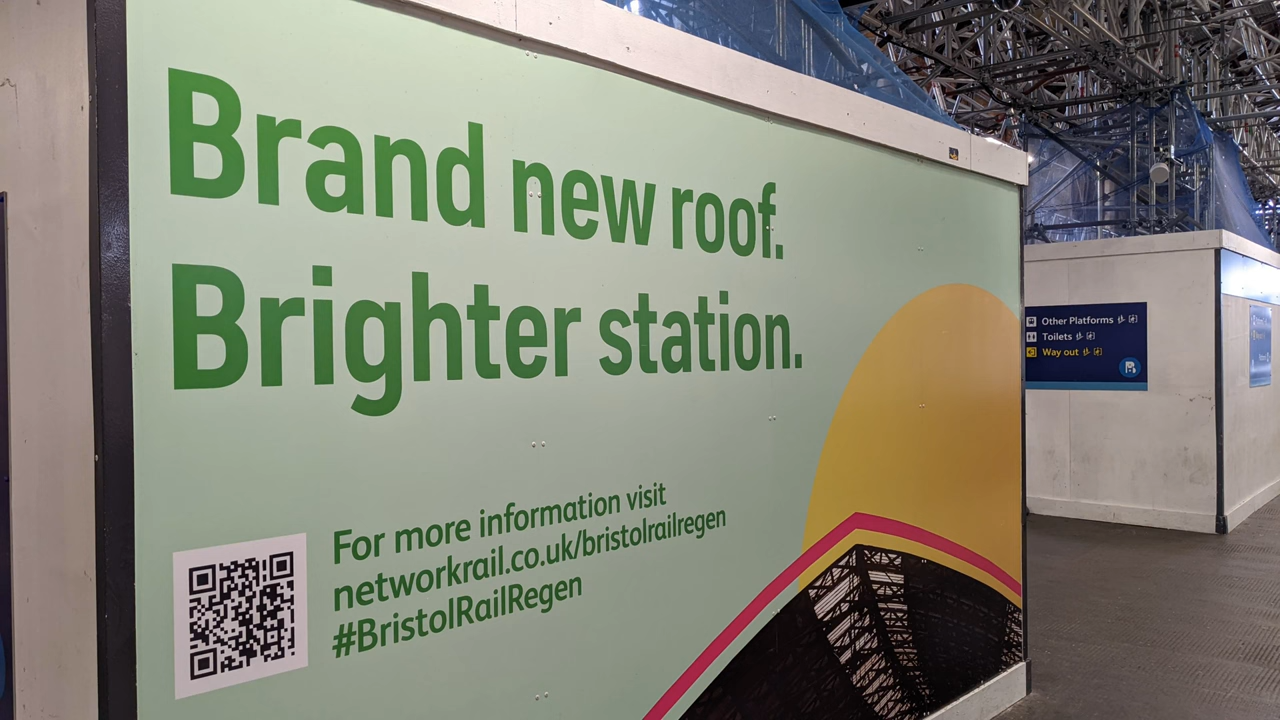 Brand new roof.
Brighter station.
For more information visit
networkrail.co.uk/bristolrailregen
#BristolRailRegen
Other Platforms
Toilets
Way out